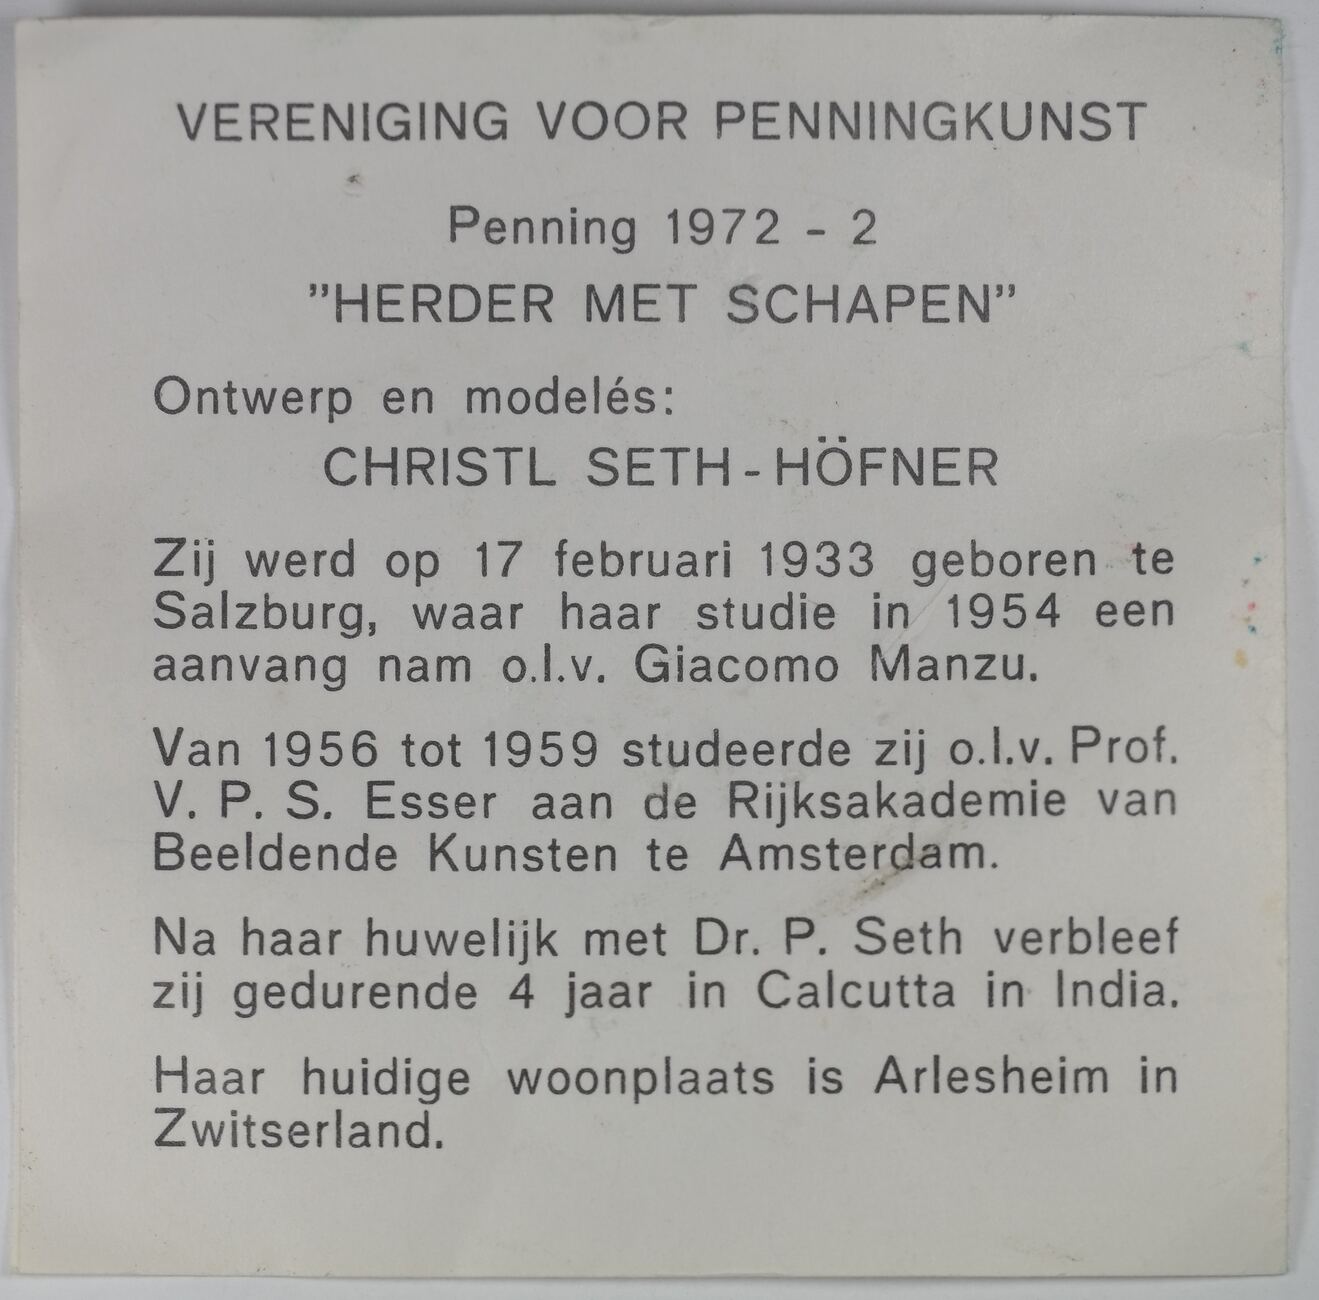 VERENIGING VOOR PENNINGKUNST
Penning 1972 - 2
”HERDER MET SCHAPEN”
Ontwerp en modelés:
CHRISTL SETH-HÖFNER
Zij werd op 17 februari 1933 geboren te
Salzburg, waar haar studie in 1954 een
aanvang nam o.l.v. Giacomo Manzu.
Van 1956 tot 1959 studeerde zij o.l.v. Prof.
V. P. S. Esser aan de Rijksakademie van
Beeldende Kunsten te Amsterdam.
Na haar huwelijk met Dr. P. Seth verbleef
zij gedurende 4 jaar in Calcutta in India.
Haar huidige woonplaats is Arlesheim in
Zwitserland.